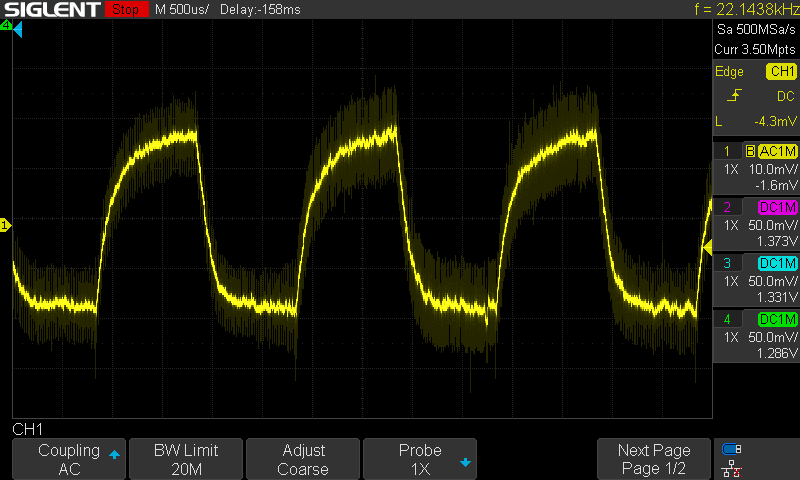 SIGLENT Stop M 500us/ Delay:-158ms f = 22.1438kHz
Sa 500MSa/s
Curr 3.50Mpts
Edge CH1
DC
L -4.3mV
1 B AC1M
1X 10.0mV/
-1.6mV
2 DC1M
1X 50.0mV/
1.373V
3 DC1M
1X 50.0mV/
1.331V
4 DC1M
1X 50.0mV/
1.286V
4
1
CH1
Coupling BW Limit Adjust Probe Next Page
AC 20M Coarse 1X Page 1/2